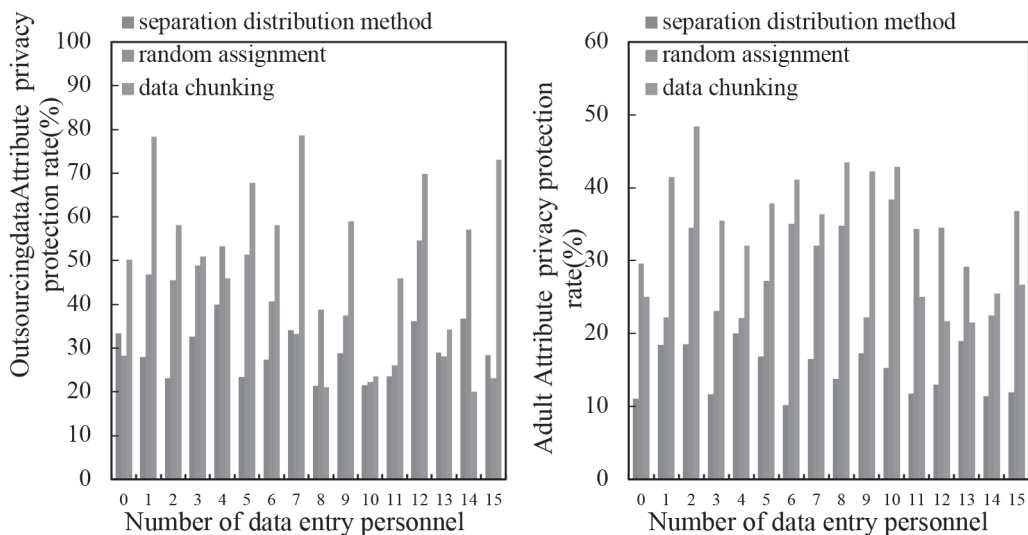 separation distribution method
random assignment
data chunking
OutsourcingdataAttribute privacy
protection rate(%)
100
90
80
70
60
50
40
30
20
10
0
0 1 2 3 4 5 6 7 8 9 10 11 12 13 14 15
Number of data entry personnel
separation distribution method
random assignment
data chunking
Adult Attribute privacy protection
rate(%)
60
50
40
30
20
10
0
0 1 2 3 4 5 6 7 8 9 10 11 12 13 14 15
Number of data entry personnel